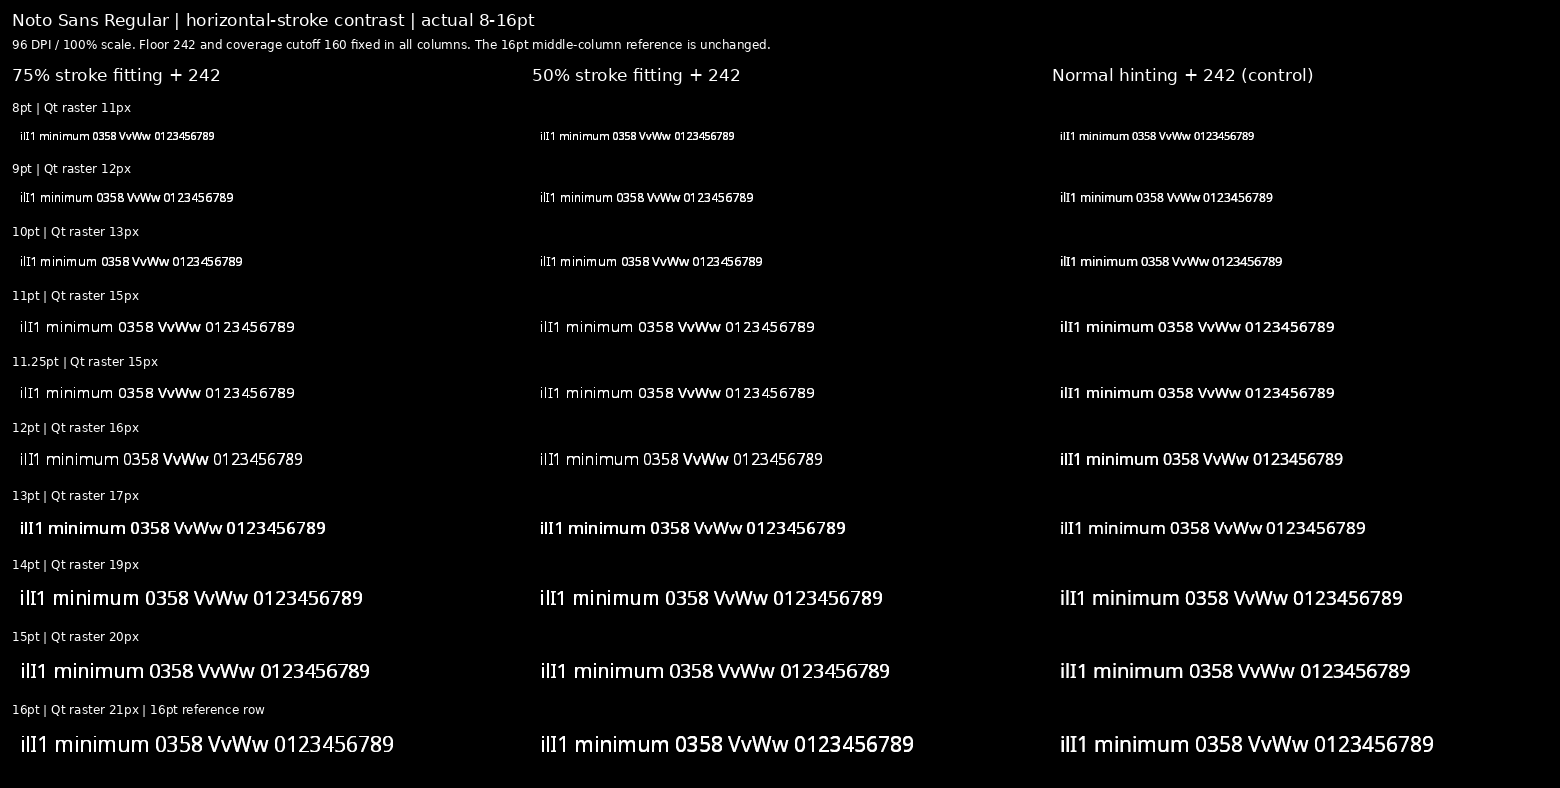 Noto Sans Regular | horizontal-stroke contrast | actual 8-16pt
96 DPI / 100% scale. Floor 242 and coverage cutoff 160 fixed in all columns. The 16pt middle-column reference is unchanged.
75% stroke fitting + 242 50% stroke fitting + 242 Normal hinting + 242 (control)
8pt | Qt raster 11px
ilI1 minimum 0358 VvWw 0123456789 ilI1 minimum 0358 VvWw 0123456789 ilI1 minimum 0358 VvWw 0123456789
9pt | Qt raster 12px
ilI1 minimum 0358 VvWw 0123456789 ilI1 minimum 0358 VvWw 0123456789 ilI1 minimum 0358 VvWw 0123456789
10pt | Qt raster 13px
ilI1 minimum 0358 VvWw 0123456789 ilI1 minimum 0358 VvWw 0123456789 ilI1 minimum 0358 VvWw 0123456789
11pt | Qt raster 15px
ilI1 minimum 0358 VvWw 0123456789 ilI1 minimum 0358 VvWw 0123456789 ilI1 minimum 0358 VvWw 0123456789
11.25pt | Qt raster 15px
ilI1 minimum 0358 VvWw 0123456789 ilI1 minimum 0358 VvWw 0123456789 ilI1 minimum 0358 VvWw 0123456789
12pt | Qt raster 16px
ilI1 minimum 0358 VvWw 0123456789 ilI1 minimum 0358 VvWw 0123456789 ilI1 minimum 0358 VvWw 0123456789
13pt | Qt raster 17px
ilI1 minimum 0358 VvWw 0123456789 ilI1 minimum 0358 VvWw 0123456789 ilI1 minimum 0358 VvWw 0123456789
14pt | Qt raster 19px
ilI1 minimum 0358 VvWw 0123456789 ilI1 minimum 0358 VvWw 0123456789 ilI1 minimum 0358 VvWw 0123456789
15pt | Qt raster 20px
ilI1 minimum 0358 VvWw 0123456789 ilI1 minimum 0358 VvWw 0123456789 ilI1 minimum 0358 VvWw 0123456789
16pt | Qt raster 21px | 16pt reference row
ilI1 minimum 0358 VvWw 0123456789 ilI1 minimum 0358 VvWw 0123456789 ilI1 minimum 0358 VvWw 0123456789